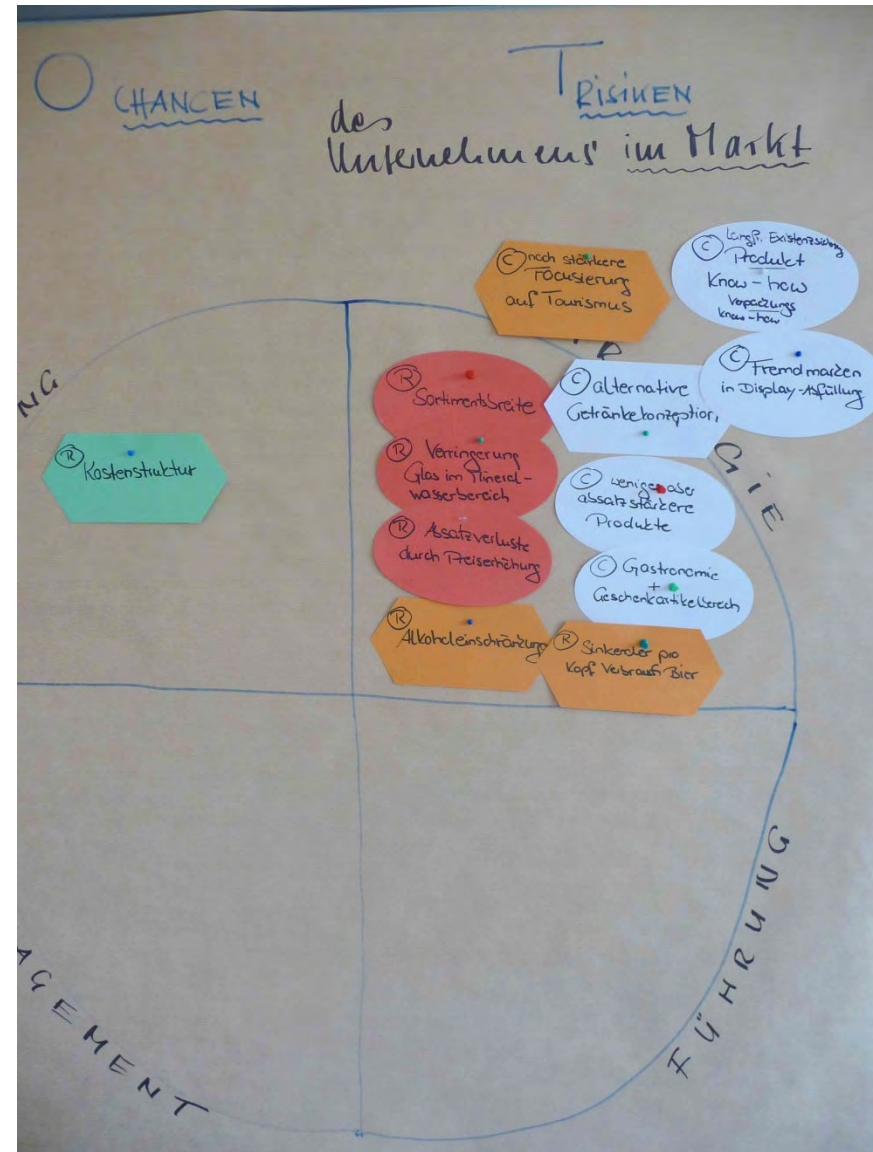 O CHANCEN
T RISIKEN
des
Unternehmens im Markt
C noch stärkere
Focusierung
auf Tourismus
C Langfr. Existenzsicherung
Produkt
Know-how
Verpackungs
know-how
C Fremdmarken
in Display-Abfüllung
R Sortimentsbreite
C alternative
Getränkekonzeption
R Verringerung
Glas im Mineral-
wasserbereich
C weniger aber
absatzstärkere
Produkte
R Absatzverluste
durch Preiserhöhung
C Gastronomie
+
Geschenkartikelbereich
R Alkoholeinschränkung
R Sinkender pro
Kopf Verbrauch Bier
R Kostenstruktur
NG
GIE
FÜHRUNG
AGEMENT